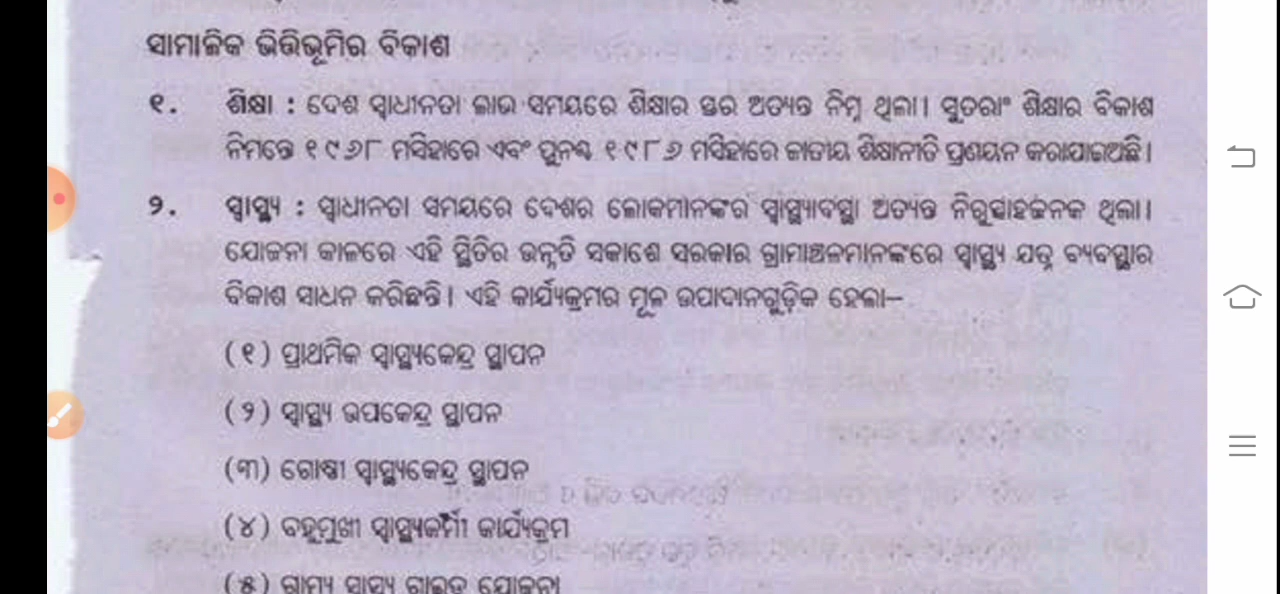 ସାମାଜିକ ଭିତ୍ତିଭୂମିର ବିକାଶ
୧. ଶିକ୍ଷା : ଦେଶ ସ୍ୱାଧୀନତା ଲାଭ ସମୟରେ ଶିକ୍ଷାର ସ୍ତର ଅତ୍ୟନ୍ତ ନିମ୍ନ ଥିଲା। ସୁତରାଂ ଶିକ୍ଷାର ବିକାଶ
ନିମନ୍ତେ ୧୯୬୮ ମସିହାରେ ଏବଂ ପୁନଶ୍ଚ ୧୯୮୬ ମସିହାରେ ଜାତୀୟ ଶିକ୍ଷାନୀତି ପ୍ରଣୟନ କରାଯାଇଅଛି।
୨. ସ୍ୱାସ୍ଥ୍ୟ : ସ୍ୱାଧୀନତା ସମୟରେ ଦେଶର ଲୋକମାନଙ୍କର ସ୍ୱାସ୍ଥ୍ୟାବସ୍ଥା ଅତ୍ୟନ୍ତ ନିରୁତ୍ସାହଜନକ ଥିଲା।
ଯୋଜନା କାଳରେ ଏହି ସ୍ଥିତିର ଉନ୍ନତି ସକାଶେ ସରକାର ଗ୍ରାମାଞ୍ଚଳମାନଙ୍କରେ ସ୍ୱାସ୍ଥ୍ୟ ଯତ୍ନ ବ୍ୟବସ୍ଥାର
ବିକାଶ ସାଧନ କରିଛନ୍ତି। ଏହି କାର୍ଯ୍ୟକ୍ରମର ମୂଳ ଉପାଦାନଗୁଡ଼ିକ ହେଲା–
(୧) ପ୍ରାଥମିକ ସ୍ୱାସ୍ଥ୍ୟକେନ୍ଦ୍ର ସ୍ଥାପନ
(୨) ସ୍ୱାସ୍ଥ୍ୟ ଉପକେନ୍ଦ୍ର ସ୍ଥାପନ
(୩) ଗୋଷ୍ଠୀ ସ୍ୱାସ୍ଥ୍ୟକେନ୍ଦ୍ର ସ୍ଥାପନ
(୪) ବହୁମୁଖୀ ସ୍ୱାସ୍ଥ୍ୟକର୍ମୀ କାର୍ଯ୍ୟକ୍ରମ
(୫) ଗ୍ରାମ୍ୟ ସ୍ୱାସ୍ଥ୍ୟ ଗାଇଡ୍ ଯୋଜନା